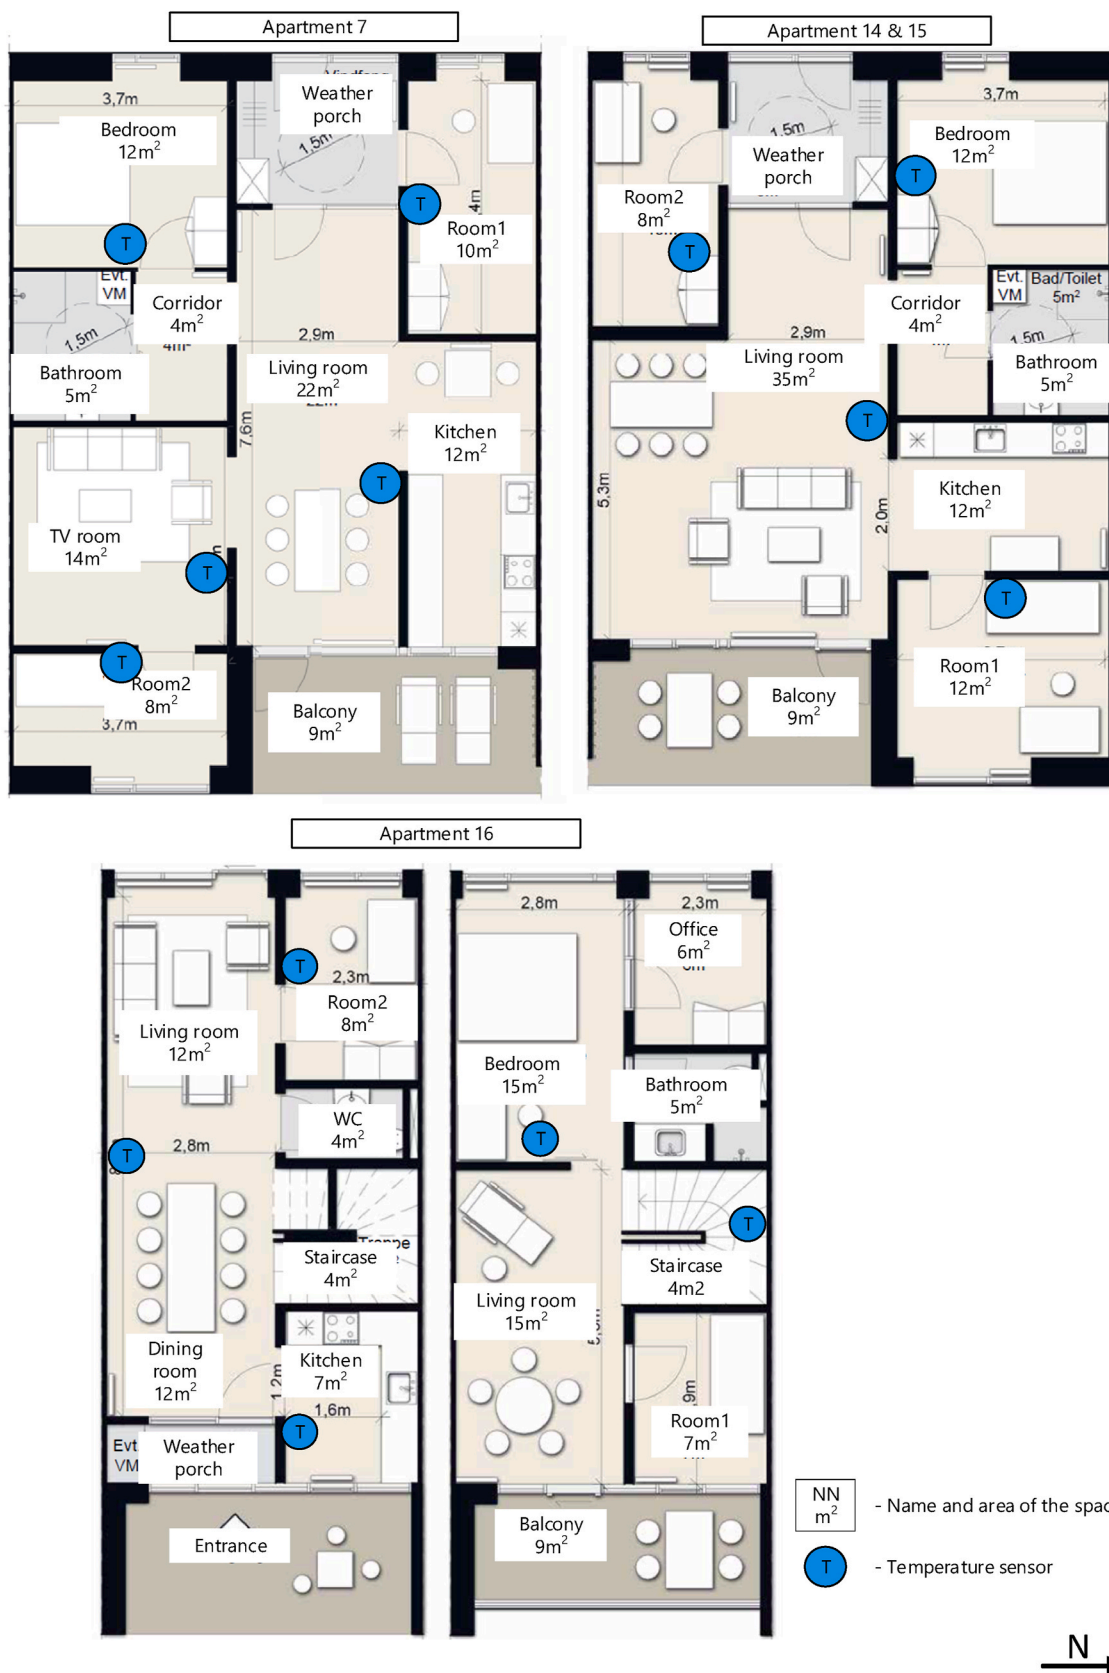 Apartment 7
Apartment 14 & 15
3,7m
Bedroom
12m²
Weather
porch
1,5m
Room1
10m²
4m
T
T
Evt.
VM
Corridor
4m²
1,5m
Bathroom
5m²
2,9m
Living room
22m²
7,6m
Kitchen
12m²
T
TV room
14m²
T
T
Room2
8m²
3,7m
Balcony
9m²
Room2
8m²
T
1,5m
Weather
porch
3,7m
Bedroom
12m²
T
Corridor
4m²
Evt.
VM
Bad/Toilet
5m²
1,5m
Bathroom
5m²
2,9m
Living room
35m²
T
5,3m
2,0m
Kitchen
12m²
T
Room1
12m²
Balcony
9m²
Apartment 16
T
2,3m
Room2
8m²
Living room
12m²
WC
4m²
T
2,8m
Staircase
4m²
Dining
room
12m²
Kitchen
7m²
1,2m
1,6m
T
Evt
VM
Weather
porch
Entrance
2,8m
2,3m
Office
6m²
Bedroom
15m²
Bathroom
5m²
T
T
Staircase
4m2
Living room
15m²
Room1
7m²
Balcony
9m²
NN
m²
- Name and area of the spac
T
- Temperature sensor
N